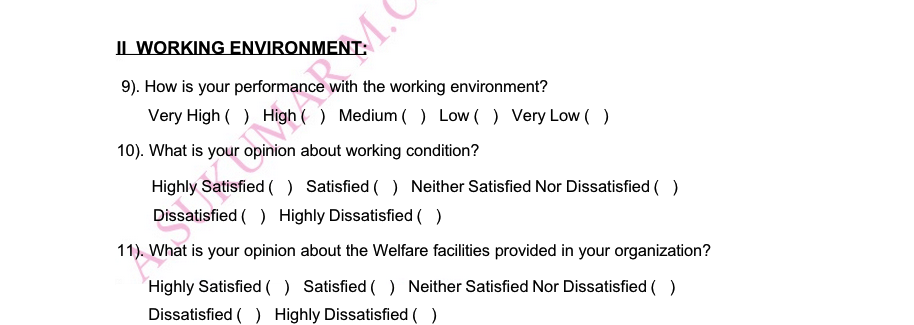 II WORKING ENVIRONMENT:
9). How is your performance with the working environment?
Very High ( ) High ( ) Medium ( ) Low ( ) Very Low ( )
10). What is your opinion about working condition?
Highly Satisfied ( ) Satisfied ( ) Neither Satisfied Nor Dissatisfied ( )
Dissatisfied ( ) Highly Dissatisfied ( )
11). What is your opinion about the Welfare facilities provided in your organization?
Highly Satisfied ( ) Satisfied ( ) Neither Satisfied Nor Dissatisfied ( )
Dissatisfied ( ) Highly Dissatisfied ( )
A.SUKUMAR M.C